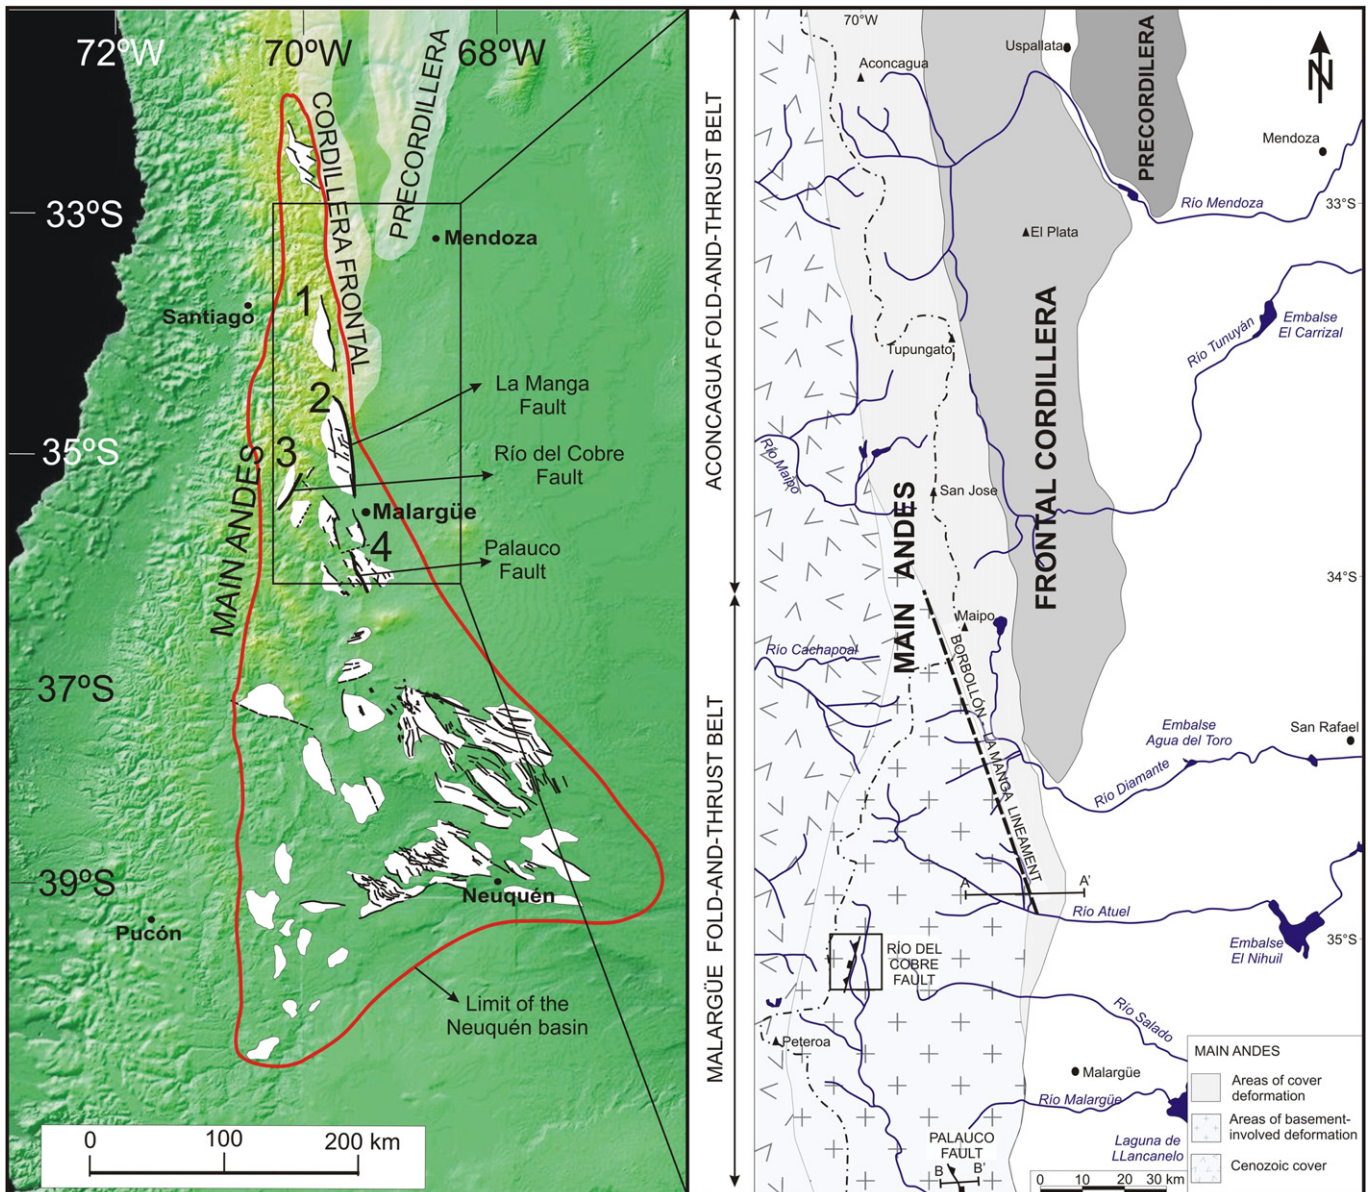 72ºW
70ºW
68ºW
CORDILLERA FRONTAL
PRECORDILLERA
33ºS
Mendoza
1
Santiago
2
La Manga
Fault
35ºS
3
Río del Cobre
Fault
MAIN ANDES
Malargüe
4
Palauco
Fault
37ºS
39ºS
Neuquén
Pucón
Limit of the
Neuquén basin
0
100
200 km
ACONCAGUA FOLD-AND-THRUST BELT
MALARGÜE FOLD-AND-THRUST BELT
70ºW
Uspallata
Aconcagua
PRECORDILERA
N
Mendoza
Río Mendoza
33ºS
El Plata
FRONTAL CORDILLERA
Río Tunuyán
Embalse
El Carrizal
Tupungato
Río Maipo
MAIN ANDES
San Jose
34ºS
Maipo
Río Cachapoal
BORBOLLÓN LA MANGA LINEAMENT
Embalse
Agua del Toro
San Rafael
Río Diamante
A
A'
Río Atuel
RÍO DEL
COBRE
FAULT
Embalse
El Nihuil
35ºS
Río Salado
Peteroa
Malargüe
Río Malargüe
Laguna de
LLancanelo
PALAUCO
FAULT
B
B'
MAIN ANDES
Areas of cover
deformation
Areas of basement-
involved deformation
Cenozoic cover
0
10
20
30 km